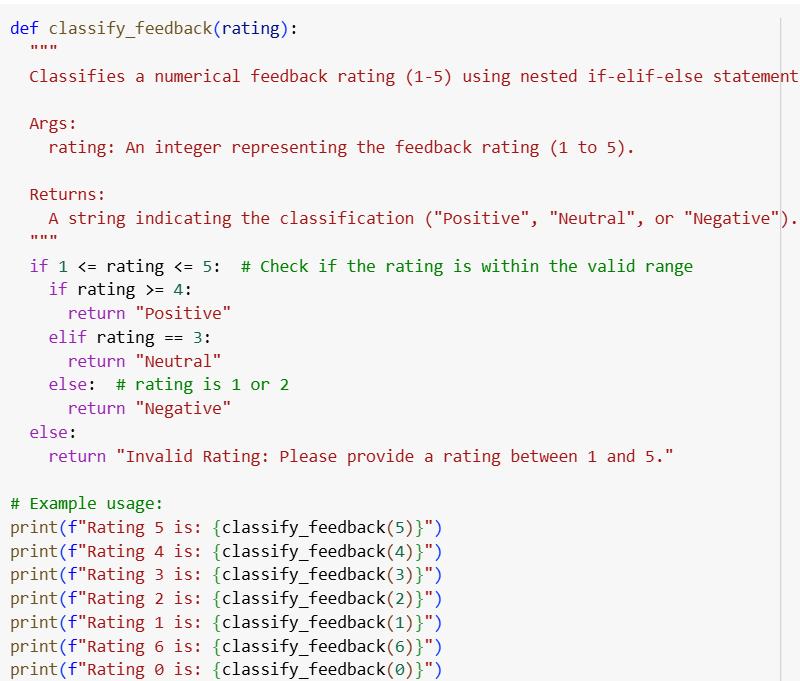 def classify_feedback(rating):
  """
  Classifies a numerical feedback rating (1-5) using nested if-elif-else statement

  Args:
    rating: An integer representing the feedback rating (1 to 5).

  Returns:
    A string indicating the classification ("Positive", "Neutral", or "Negative").
  """
  if 1 <= rating <= 5:  # Check if the rating is within the valid range
    if rating >= 4:
      return "Positive"
    elif rating == 3:
      return "Neutral"
    else:  # rating is 1 or 2
      return "Negative"
  else:
    return "Invalid Rating: Please provide a rating between 1 and 5."

# Example usage:
print(f"Rating 5 is: {classify_feedback(5)}")
print(f"Rating 4 is: {classify_feedback(4)}")
print(f"Rating 3 is: {classify_feedback(3)}")
print(f"Rating 2 is: {classify_feedback(2)}")
print(f"Rating 1 is: {classify_feedback(1)}")
print(f"Rating 6 is: {classify_feedback(6)}")
print(f"Rating 0 is: {classify_feedback(0)}")